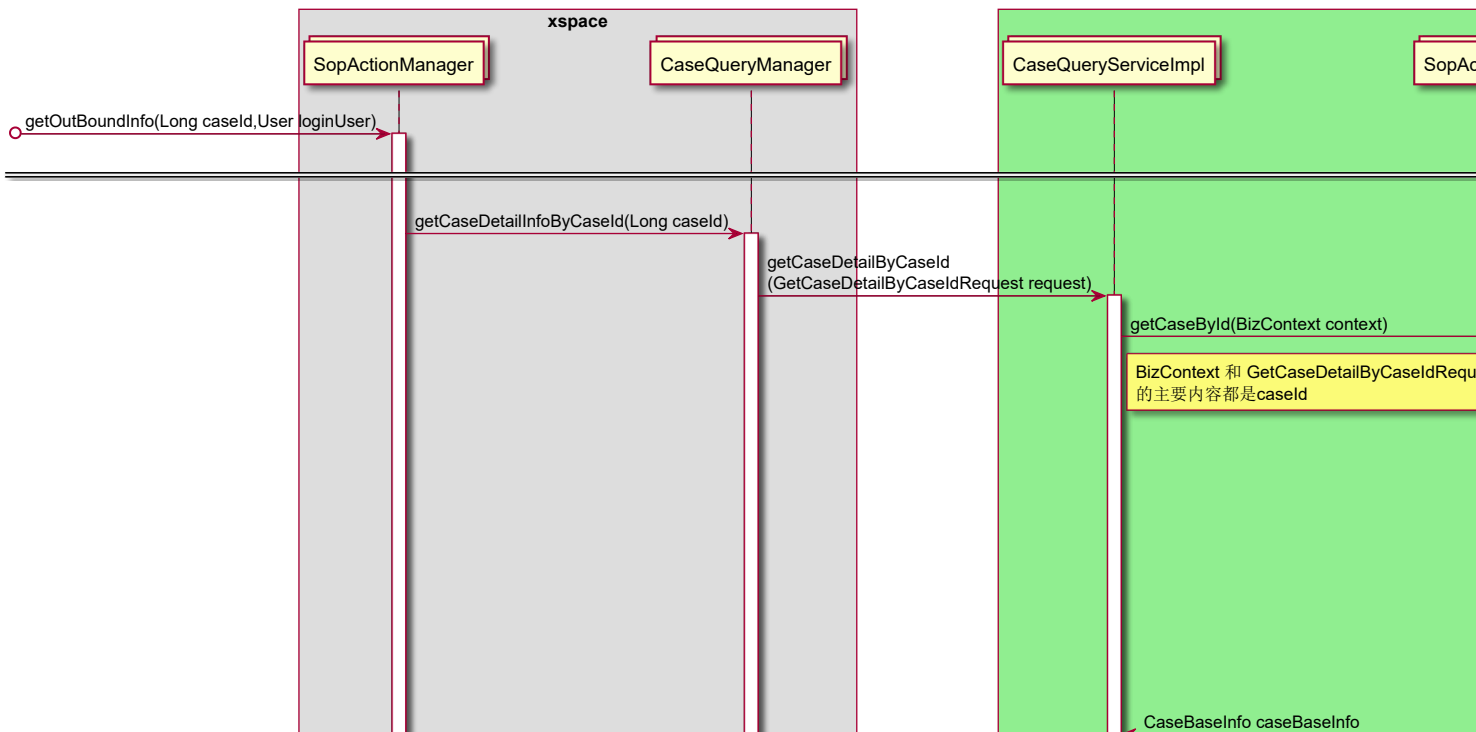 xspace
SopActionManager
CaseQueryManager
CaseQueryServiceImpl
SopAc
getOutBoundInfo(Long caseId,User loginUser)
getCaseDetailInfoByCaseId(Long caseId)
getCaseDetailByCaseId
(GetCaseDetailByCaseIdRequest request)
getCaseById(BizContext context)
BizContext 和 GetCaseDetailByCaseIdRequ
的主要内容都是caseId
CaseBaseInfo caseBaseInfo